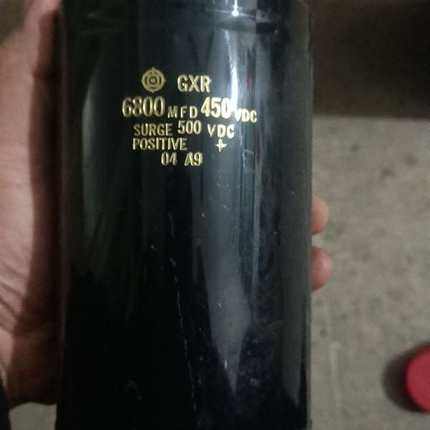 GXR
6800 MFD 450 VDC
SURGE 500 VDC
POSITIVE +
04 A9